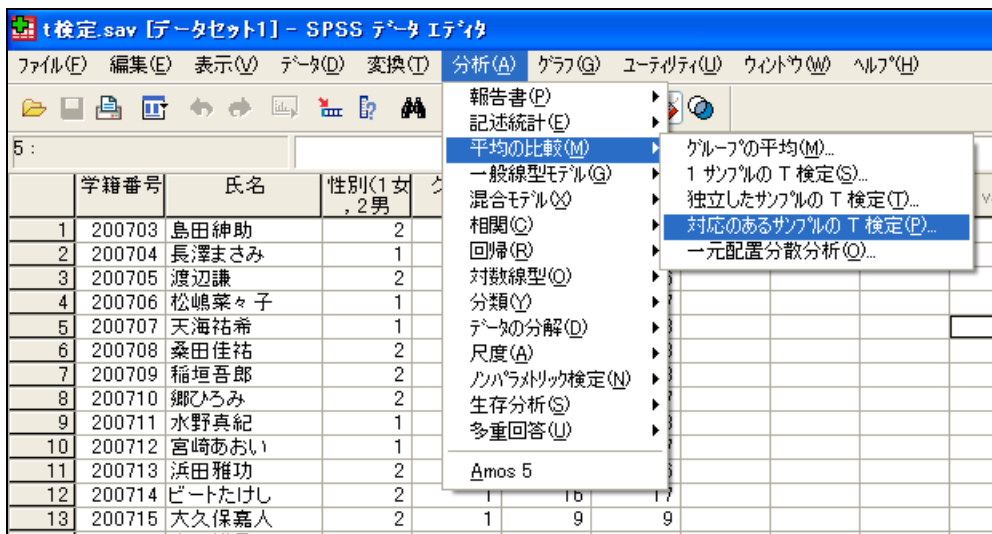 t検定.sav [データセット1] - SPSS データ エディタ
ファイル(F) 編集(E) 表示(V) データ(D) 変換(T) 分析(A) グラフ(G) ユーティリティ(U) ウィンドウ(W) ヘルプ(H)
報告書(P)
記述統計(E)
5 :
平均の比較(M)
グループの平均(M)...
一般線型モデル(G)
1 サンプルの T 検定(S)...
学籍番号 氏名 性別(1女,2男
混合モデル(X)
独立したサンプルの T 検定(T)...
1 200703 島田紳助 2
相関(C)
対応のあるサンプルの T 検定(P)...
2 200704 長澤まさみ 1
回帰(R)
一元配置分散分析(O)...
3 200705 渡辺謙 2
対数線型(O)
4 200706 松嶋菜々子 1
分類(Y)
5 200707 天海祐希 1
データの分解(D)
6 200708 桑田佳祐 2
尺度(A)
7 200709 稲垣吾郎 2
ノンパラメトリック検定(N)
8 200710 郷ひろみ 2
生存分析(S)
9 200711 水野真紀 1
多重回答(U)
10 200712 宮崎あおい 1
11 200713 浜田雅功 2
Amos 5
12 200714 ビートたけし 2 1 16 17
13 200715 大久保嘉人 2 1 9 9